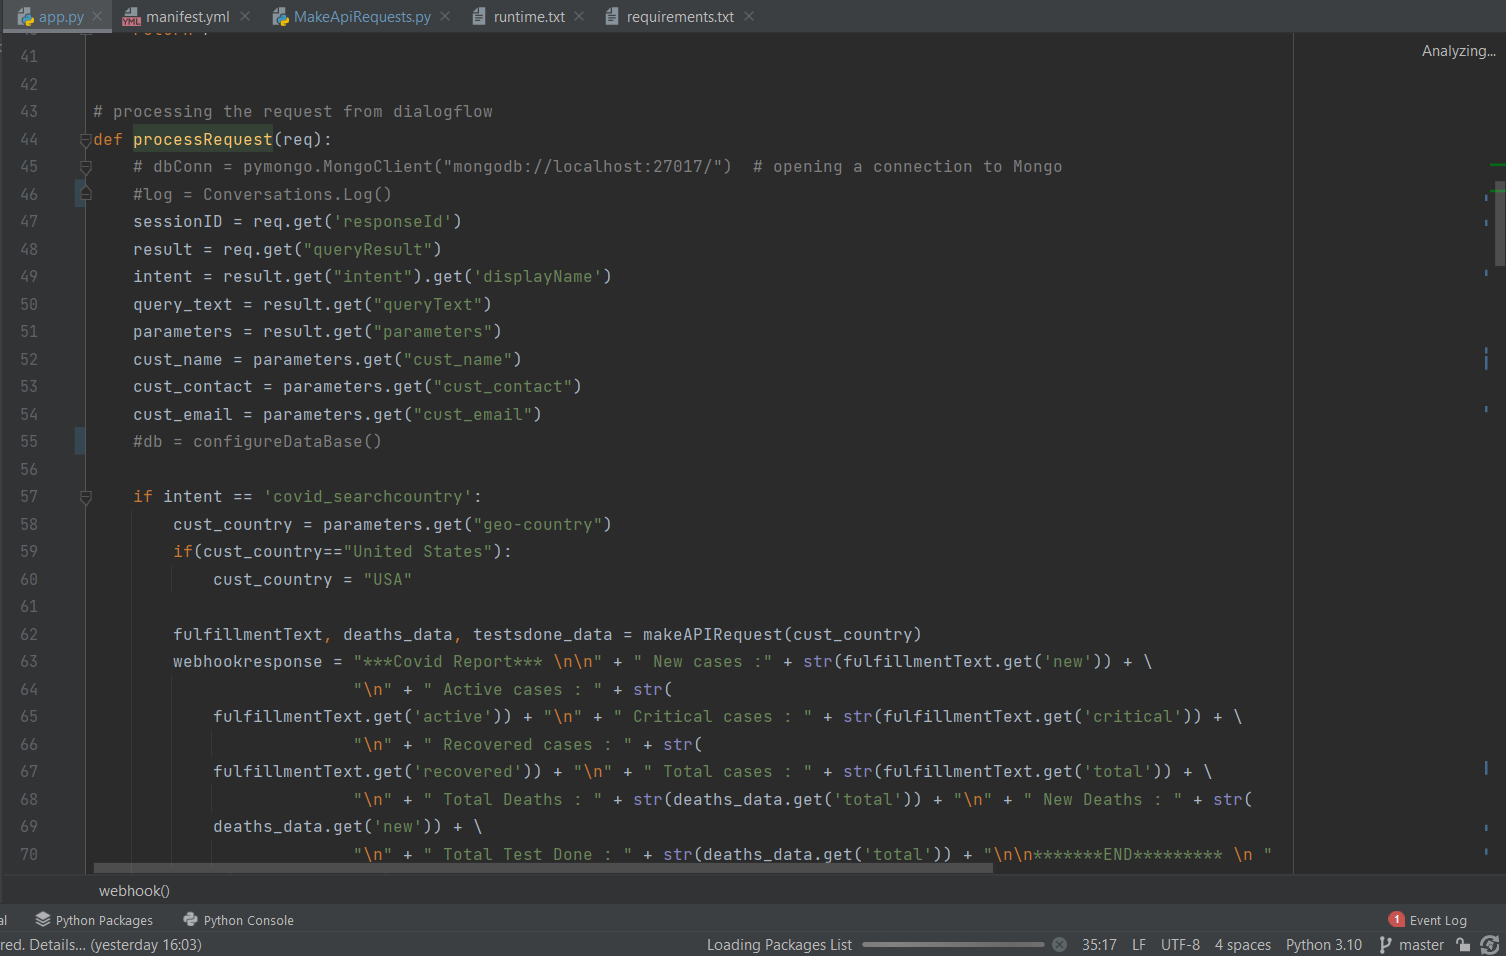 app.py manifest.yml MakeApiRequests.py runtime.txt requirements.txt
Analyzing...
41
42
43 # processing the request from dialogflow
44 def processRequest(req):
45 # dbConn = pymongo.MongoClient("mongodb://localhost:27017/")  # opening a connection to Mongo
46 #log = Conversations.Log()
47 sessionID = req.get('responseId')
48 result = req.get("queryResult")
49 intent = result.get("intent").get('displayName')
50 query_text = result.get("queryText")
51 parameters = result.get("parameters")
52 cust_name = parameters.get("cust_name")
53 cust_contact = parameters.get("cust_contact")
54 cust_email = parameters.get("cust_email")
55 #db = configureDataBase()
56
57 if intent == 'covid_searchcountry':
58 cust_country = parameters.get("geo-country")
59 if(cust_country=="United States"):
60 cust_country = "USA"
61
62 fulfillmentText, deaths_data, testsdone_data = makeAPIRequest(cust_country)
63 webhookresponse = "***Covid Report*** \n\n" + " New cases :" + str(fulfillmentText.get('new')) + \
64 "\n" + " Active cases : " + str(
65 fulfillmentText.get('active')) + "\n" + " Critical cases : " + str(fulfillmentText.get('critical')) + \
66 "\n" + " Recovered cases : " + str(
67 fulfillmentText.get('recovered')) + "\n" + " Total cases : " + str(fulfillmentText.get('total')) + \
68 "\n" + " Total Deaths : " + str(deaths_data.get('total')) + "\n" + " New Deaths : " + str(
69 deaths_data.get('new')) + \
70 "\n" + " Total Test Done : " + str(deaths_data.get('total')) + "\n\n*******END********* \n "
webhook()
al Python Packages Python Console 1 Event Log
red. Details... (yesterday 16:03) Loading Packages List 35:17 LF UTF-8 4 spaces Python 3.10 master